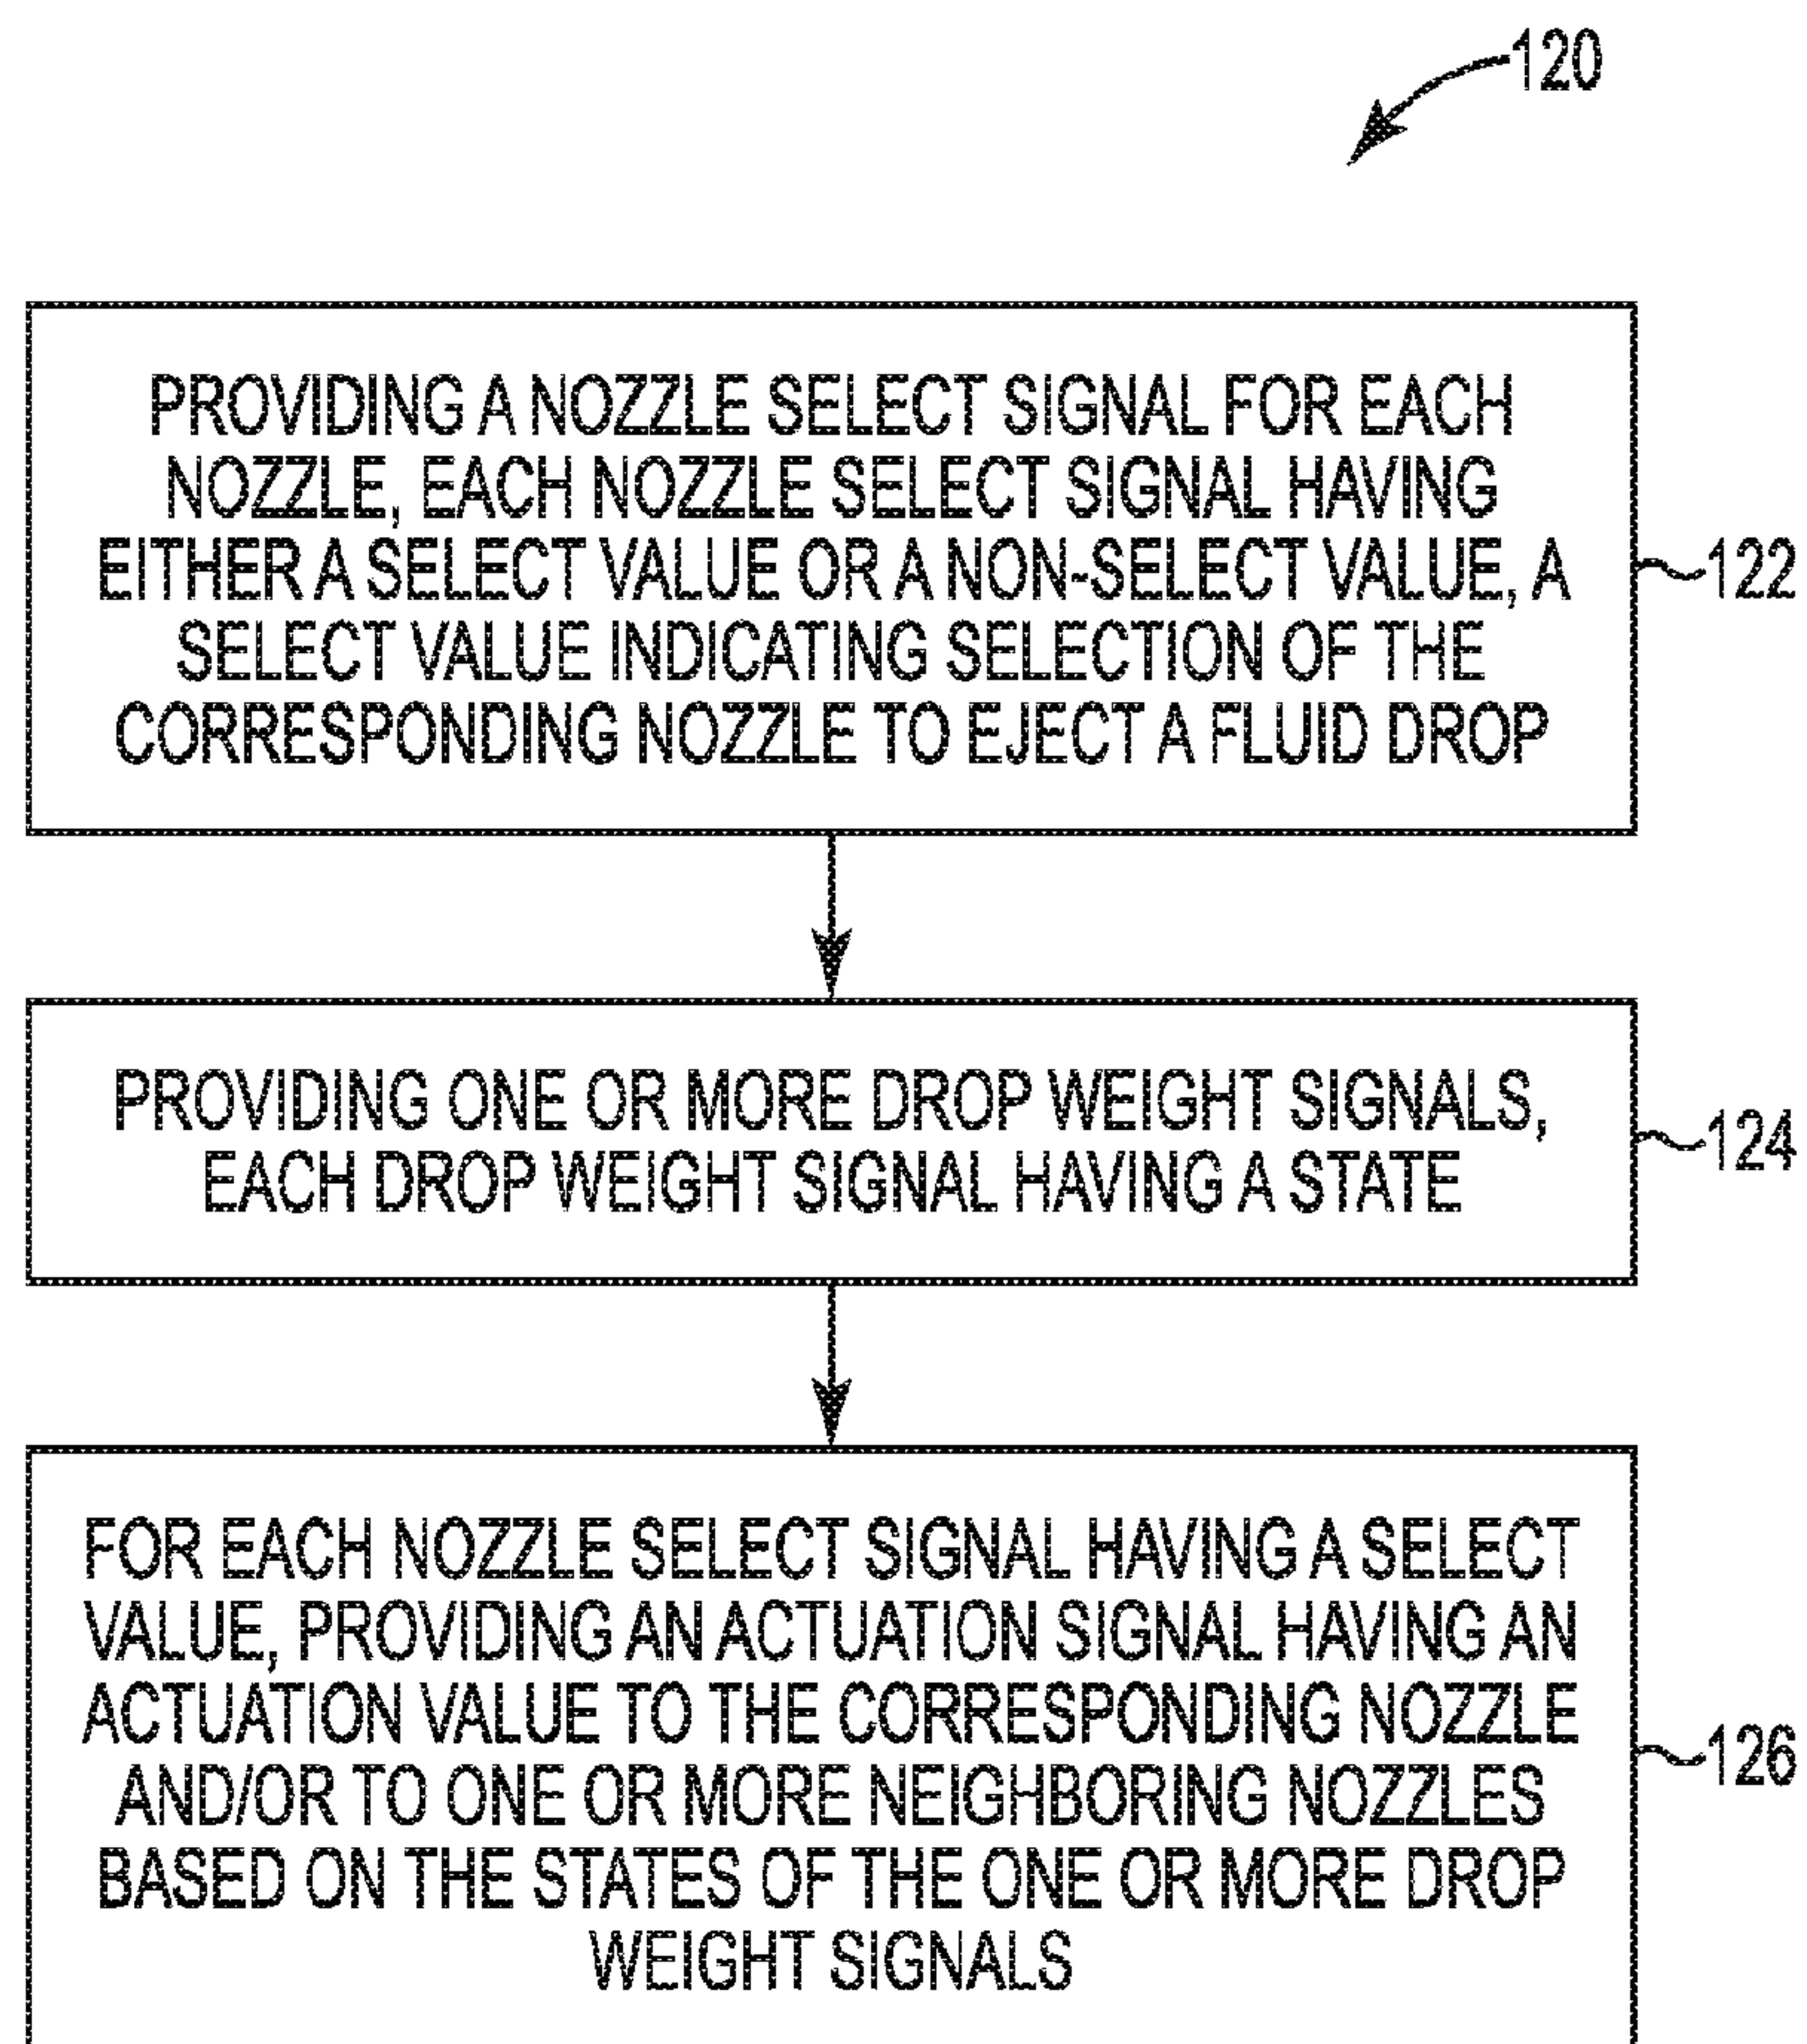 120
PROVIDING A NOZZLE SELECT SIGNAL FOR EACH
NOZZLE, EACH NOZZLE SELECT SIGNAL HAVING
EITHER A SELECT VALUE OR A NON-SELECT VALUE, A
SELECT VALUE INDICATING SELECTION OF THE
CORRESPONDING NOZZLE TO EJECT A FLUID DROP
122
PROVIDING ONE OR MORE DROP WEIGHT SIGNALS,
EACH DROP WEIGHT SIGNAL HAVING A STATE
124
FOR EACH NOZZLE SELECT SIGNAL HAVING A SELECT
VALUE, PROVIDING AN ACTUATION SIGNAL HAVING AN
ACTUATION VALUE TO THE CORRESPONDING NOZZLE
AND/OR TO ONE OR MORE NEIGHBORING NOZZLES
BASED ON THE STATES OF THE ONE OR MORE DROP
WEIGHT SIGNALS
126